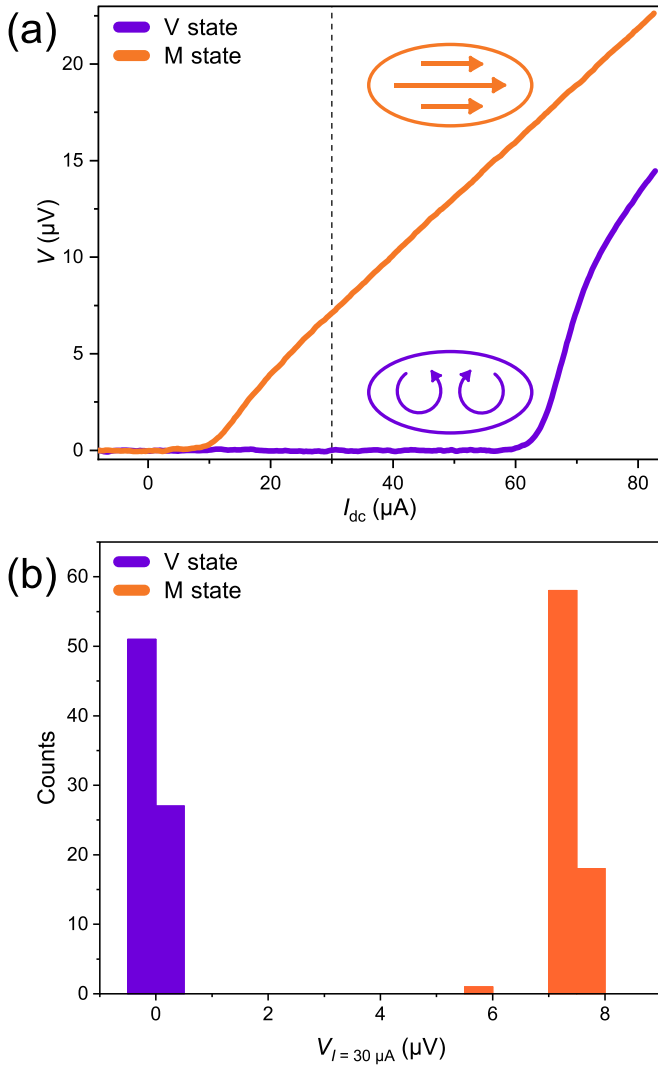 (a)
V state
M state
20
15
10
5
0
V (μV)
0 20 40 60 80
I_dc (μA)
(b)
V state
M state
60
50
40
30
20
10
0
Counts
0 2 4 6 8
V_I = 30 μA (μV)